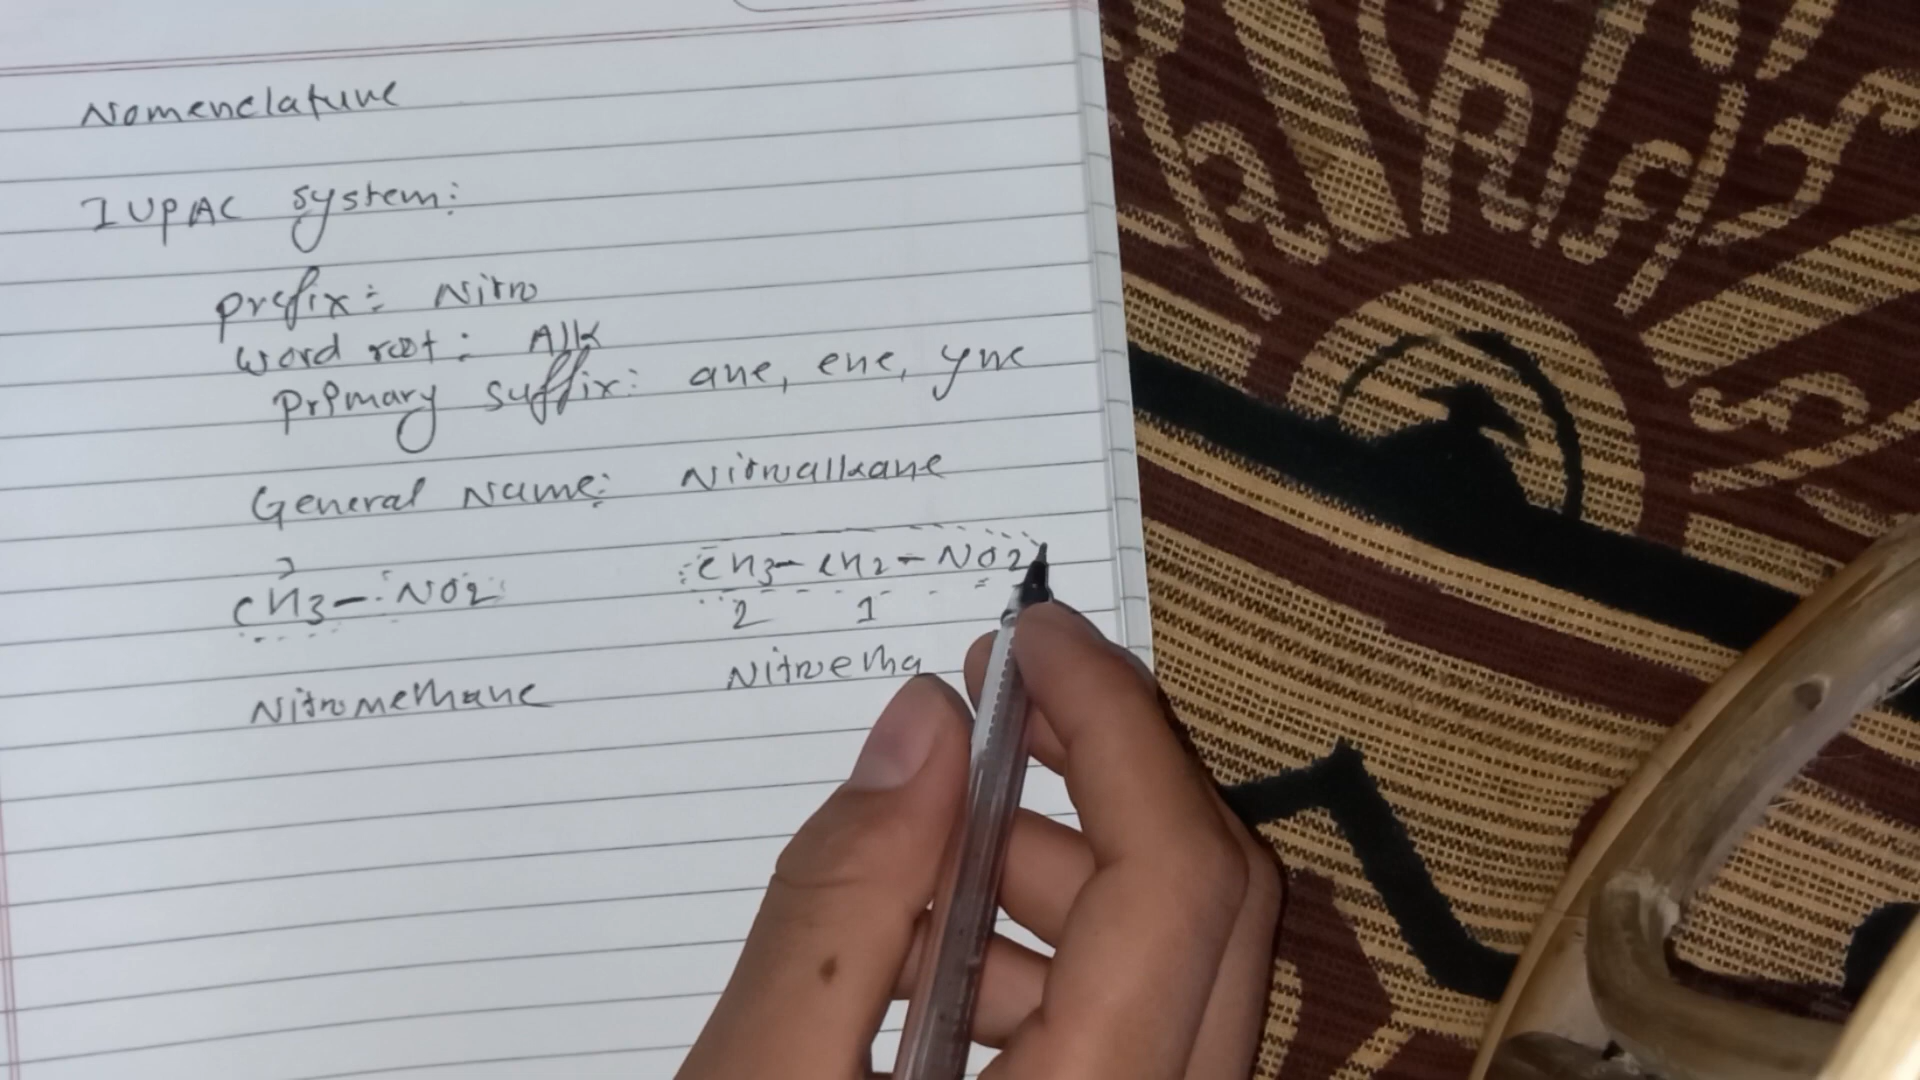 Nomenclature
IUPAC system:
prefix: Nitro
word root: Alk
Primary suffix: ane, ene, yne
General Name: Nitroalkane
CH3-NO2 CH3-CH2-NO2
2 1
Nitromethane Nitroetha